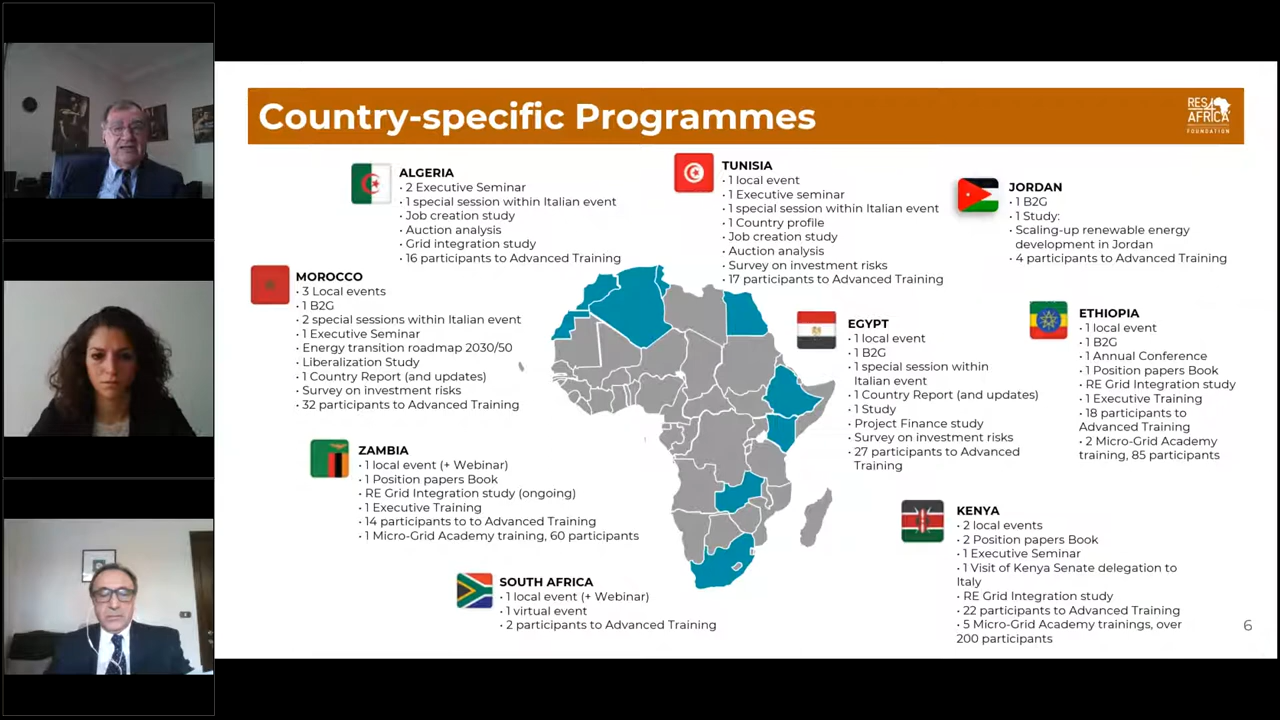 Country-specific Programmes
RES4
AFRICA
FOUNDATION
ALGERIA
• 2 Executive Seminar
• 1 special session within Italian event
• Job creation study
• Auction analysis
• Grid integration study
• 16 participants to Advanced Training
TUNISIA
• 1 local event
• 1 Executive seminar
• 1 special session within Italian event
• 1 Country profile
• Job creation study
• Auction analysis
• Survey on investment risks
• 17 participants to Advanced Training
JORDAN
• 1 B2G
• 1 Study:
• Scaling-up renewable energy
development in Jordan
• 4 participants to Advanced Training
MOROCCO
• 3 Local events
• 1 B2G
• 2 special sessions within Italian event
• 1 Executive Seminar
• Energy transition roadmap 2030/50
• Liberalization Study
• 1 Country Report (and updates)
• Survey on investment risks
• 32 participants to Advanced Training
EGYPT
• 1 local event
• 1 B2G
• 1 special session within
Italian event
• 1 Country Report (and updates)
• 1 Study
• Project Finance study
• Survey on investment risks
• 27 participants to Advanced
Training
ETHIOPIA
• 1 local event
• 1 B2G
• 1 Annual Conference
• 1 Position papers Book
• RE Grid Integration study
• 1 Executive Training
• 18 participants to
Advanced Training
• 2 Micro-Grid Academy
training, 85 participants
ZAMBIA
• 1 local event (+ Webinar)
• 1 Position papers Book
• RE Grid Integration study (ongoing)
• 1 Executive Training
• 14 participants to to Advanced Training
• 1 Micro-Grid Academy training, 60 participants
KENYA
• 2 local events
• 2 Position papers Book
• 1 Executive Seminar
• 1 Visit of Kenya Senate delegation to
Italy
• RE Grid Integration study
• 22 participants to Advanced Training
• 5 Micro-Grid Academy trainings, over
200 participants
SOUTH AFRICA
• 1 local event (+ Webinar)
• 1 virtual event
• 2 participants to Advanced Training
6